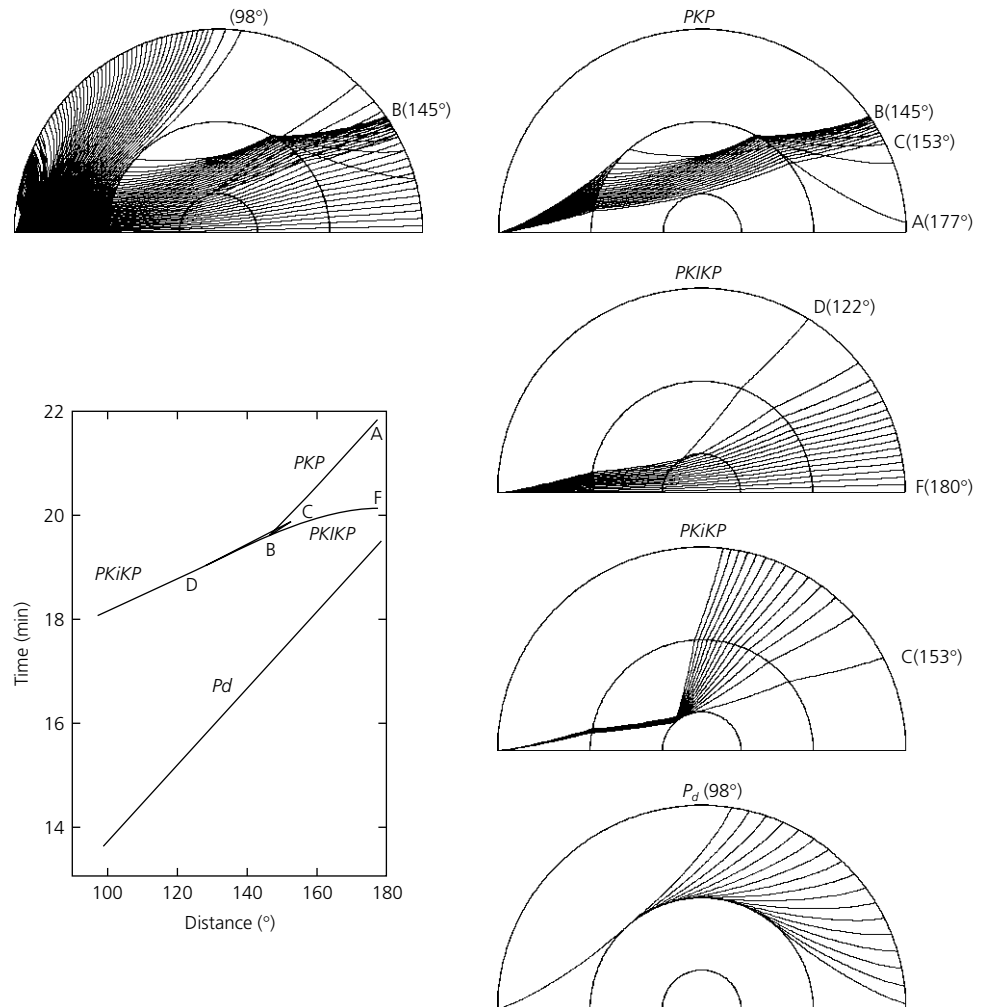 (98°)
B(145°)
PKP
B(145°)
C(153°)
A(177°)
PKIKP
D(122°)
F(180°)
PKiKP
C(153°)
Pd (98°)
22
20
18
16
14
Time (min)
A
PKP
F
C
PKIKP
B
PKiKP
D
Pd
100 120 140 160 180
Distance (°)